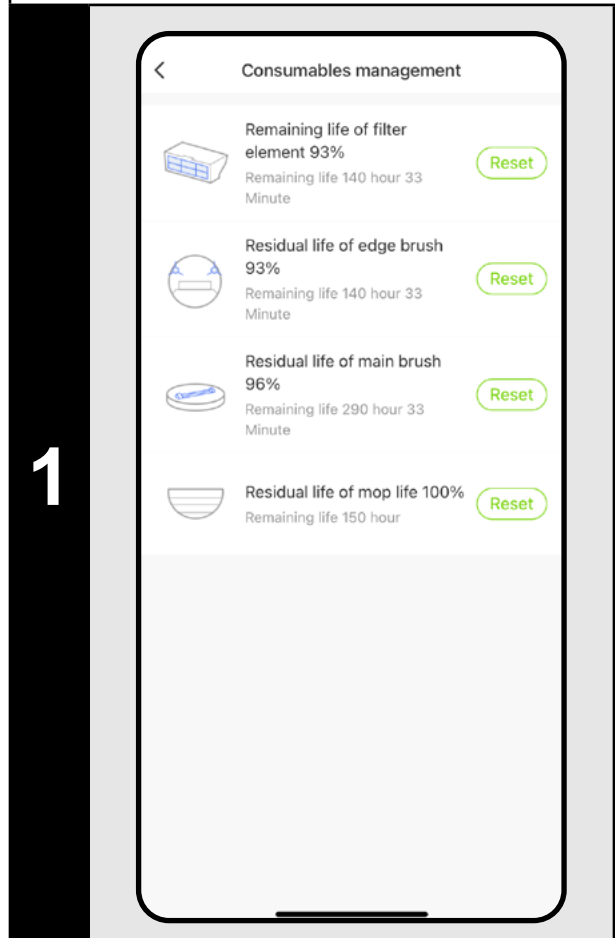 Consumables management
Remaining life of filter
element 93%
Remaining life 140 hour 33
Minute
Reset
Residual life of edge brush
93%
Remaining life 140 hour 33
Minute
Reset
Residual life of main brush
96%
Remaining life 290 hour 33
Minute
Reset
1
Residual life of mop life 100%
Remaining life 150 hour
Reset